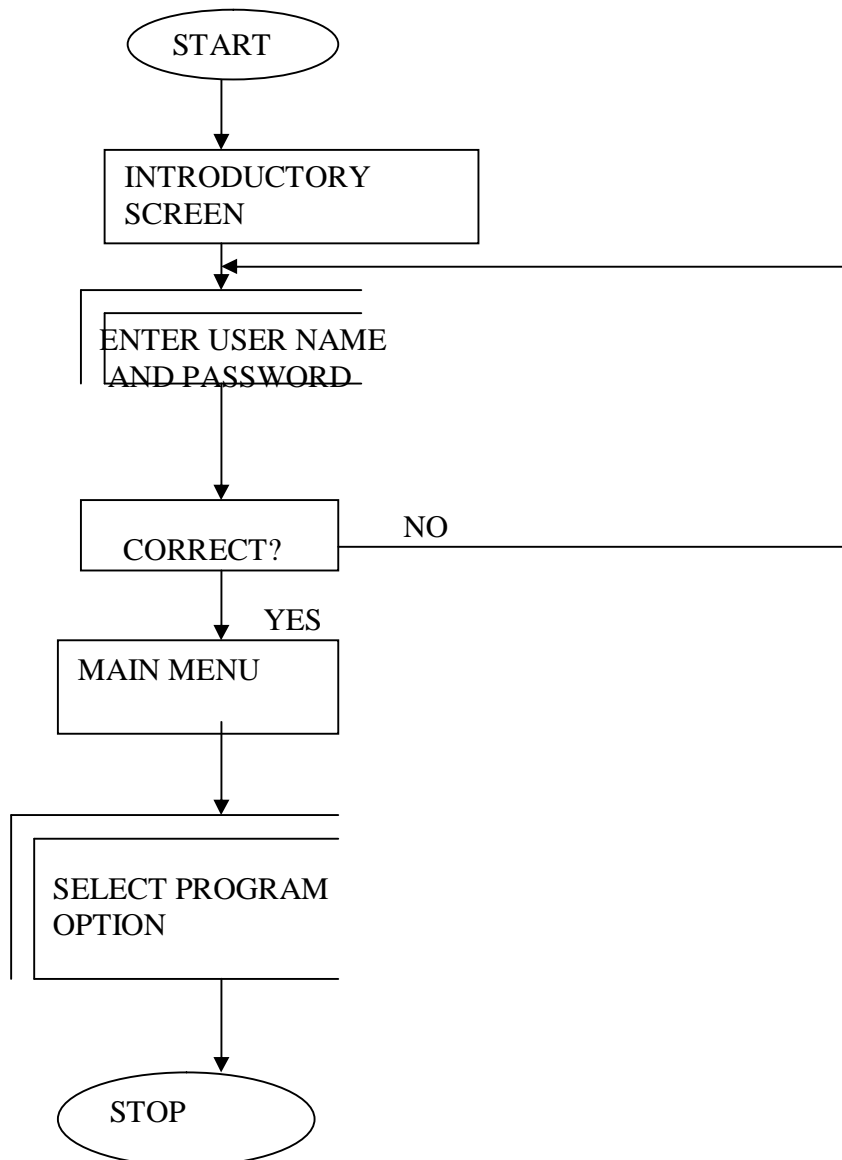 START
INTRODUCTORY
SCREEN
ENTER USER NAME
AND PASSWORD
CORRECT?
NO
YES
MAIN MENU
SELECT PROGRAM
OPTION
STOP